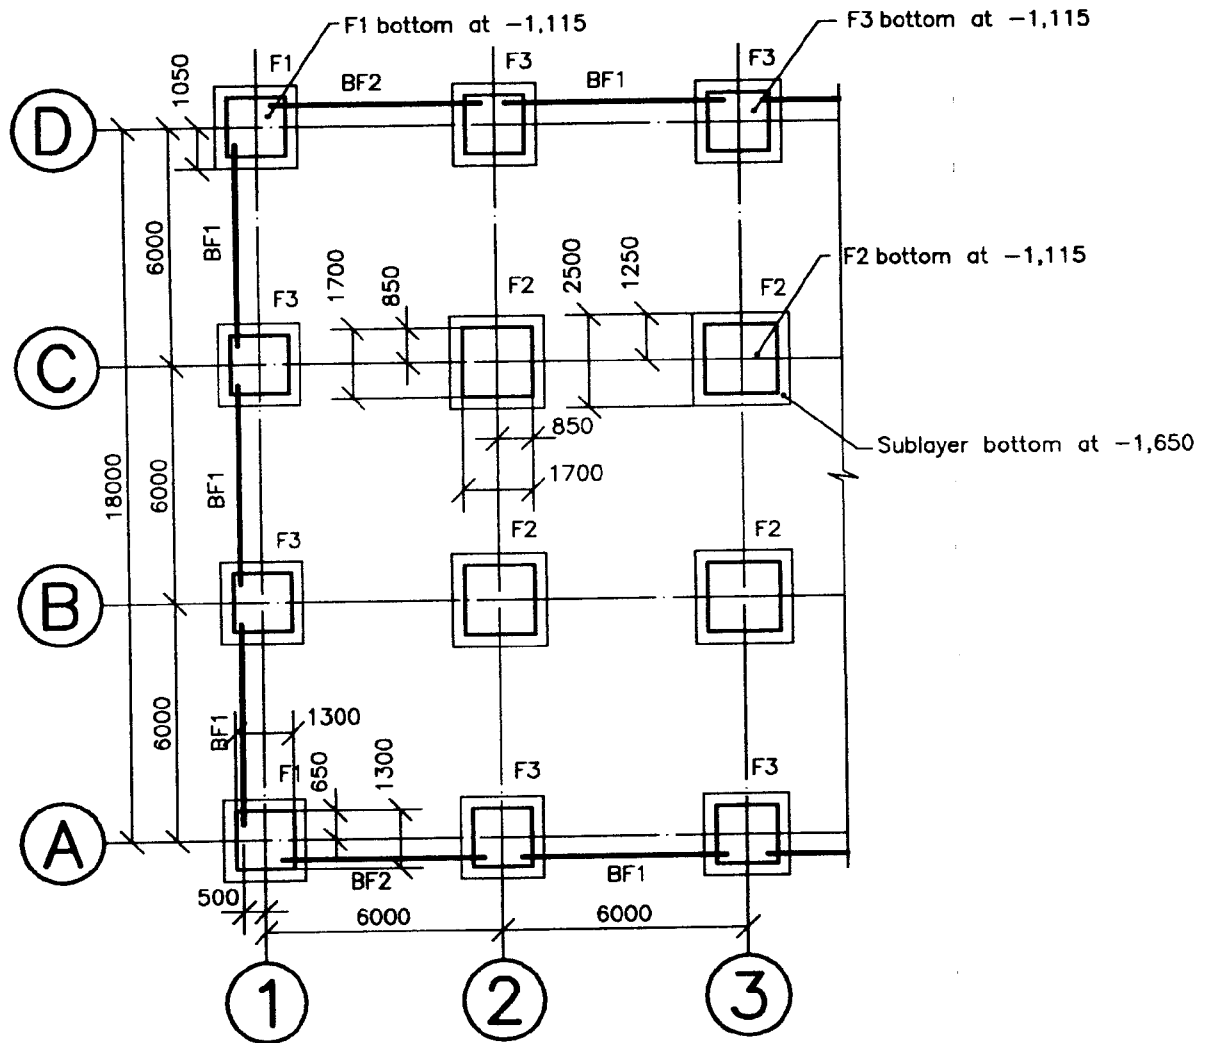 F1 bottom at -1,115
F3 bottom at -1,115
F1
F3
F3
1050
BF2
BF1
D
6000
BF1
1700
850
2500
1250
F2 bottom at -1,115
F3
F2
F2
C
850
Sublayer bottom at -1,650
1700
18000
6000
BF1
F3
F2
F2
B
6000
BF1
1300
F1
650
1300
F3
F3
A
BF2
BF1
500
6000
6000
1
2
3